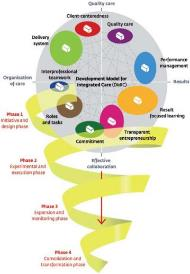 Quality care
Client-centeredness
Quality care
Delivery
system
Performance
management
Interprofessional
teamwork
Organisation
of care
Development Model for
Integrated Care (DMIC)
Results
Result
focused learning
Roles
and tasks
Transparent
entrepreneurship
Commitment
Phase 1
Initiative and
design phase
Effective
collaboration
Phase 2
Experimental and
execution phase
Phase 3
Expansion and
monitoring phase
Phase 4
Consolidation and
transformation phase